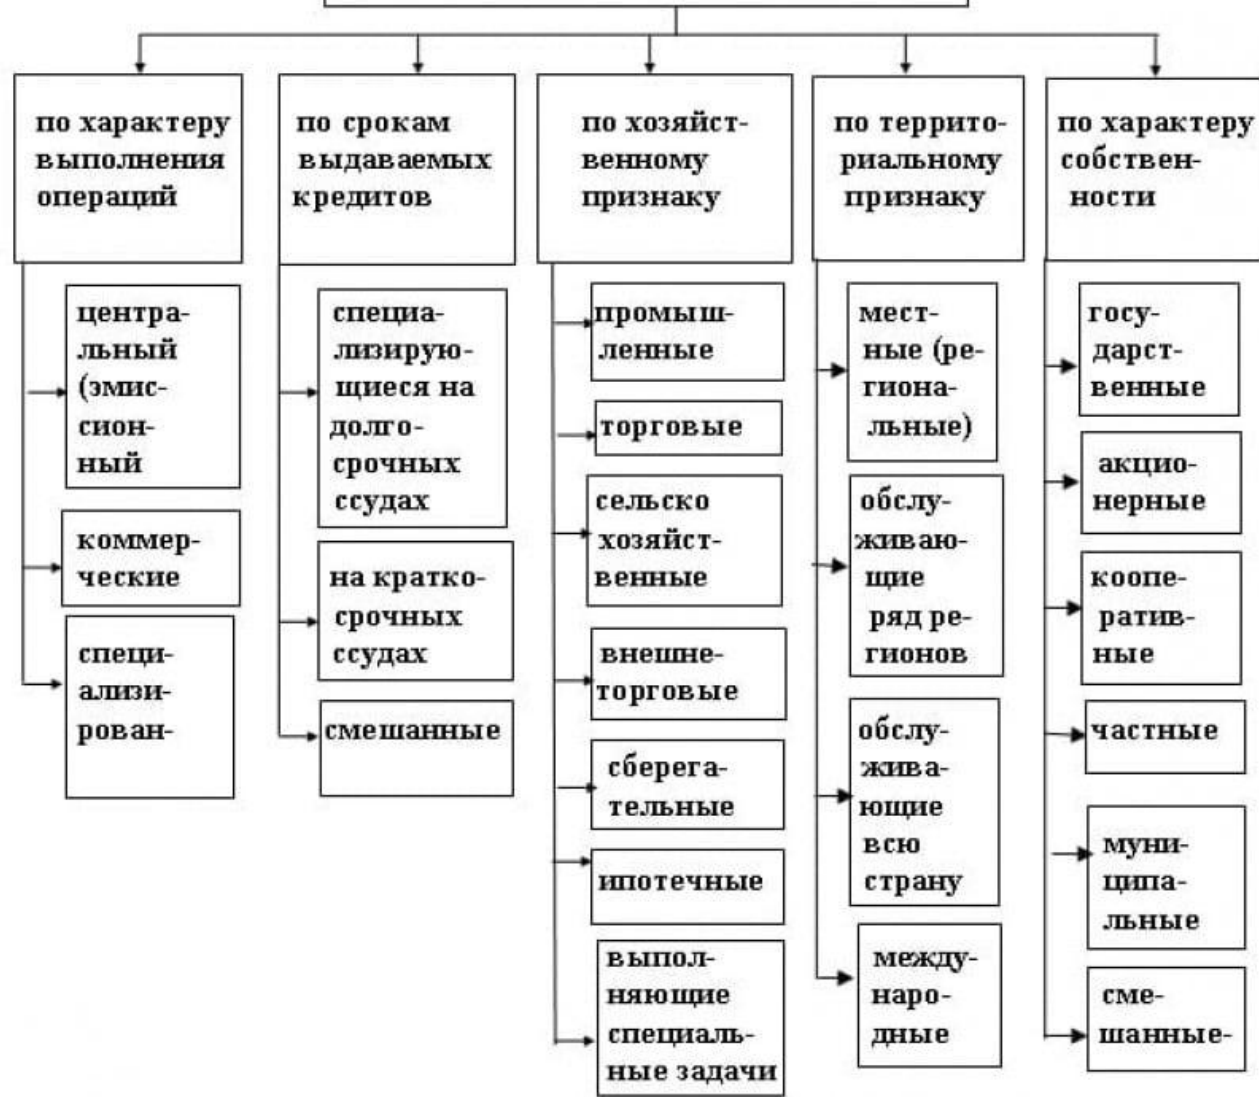 по характеру
выполнения
операций
центра-
льный
(эмис-
сион-
ный
коммер-
ческие
специ-
ализи-
рован-
по срокам
выдаваемых
кредитов
специа-
лизирую-
щиеся на
долго-
срочных
ссудах
на кратко-
срочных
ссудах
смешанные
по хозяйст-
венному
признаку
промыш-
ленные
торговые
сельско
хозяйст-
венные
внешне-
торговые
сберега-
тельные
ипотечные
выпол-
няющие
специаль-
ные задачи
по террито-
риальному
признаку
мест-
ные (ре-
гиона-
льные)
обслу-
живаю-
щие
ряд ре-
гионов
обслу-
жива-
ющие
всю
страну
между-
наро-
дные
по характеру
собствен-
ности
госу-
дарст-
венные
акцио-
нерные
коопе-
ратив-
ные
частные
муни-
ципа-
льные
сме-
шанные-